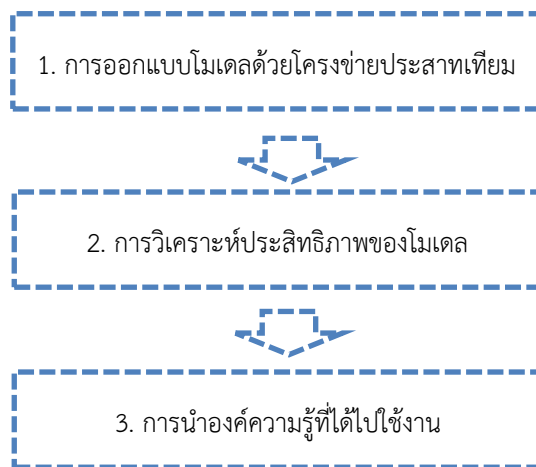 1. การออกแบบโมเดลด้วยโครงข่ายประสาทเทียม
2. การวิเคราะห์ประสิทธิภาพของโมเดล
3. การนำองค์ความรู้ที่ได้ไปใช้งาน